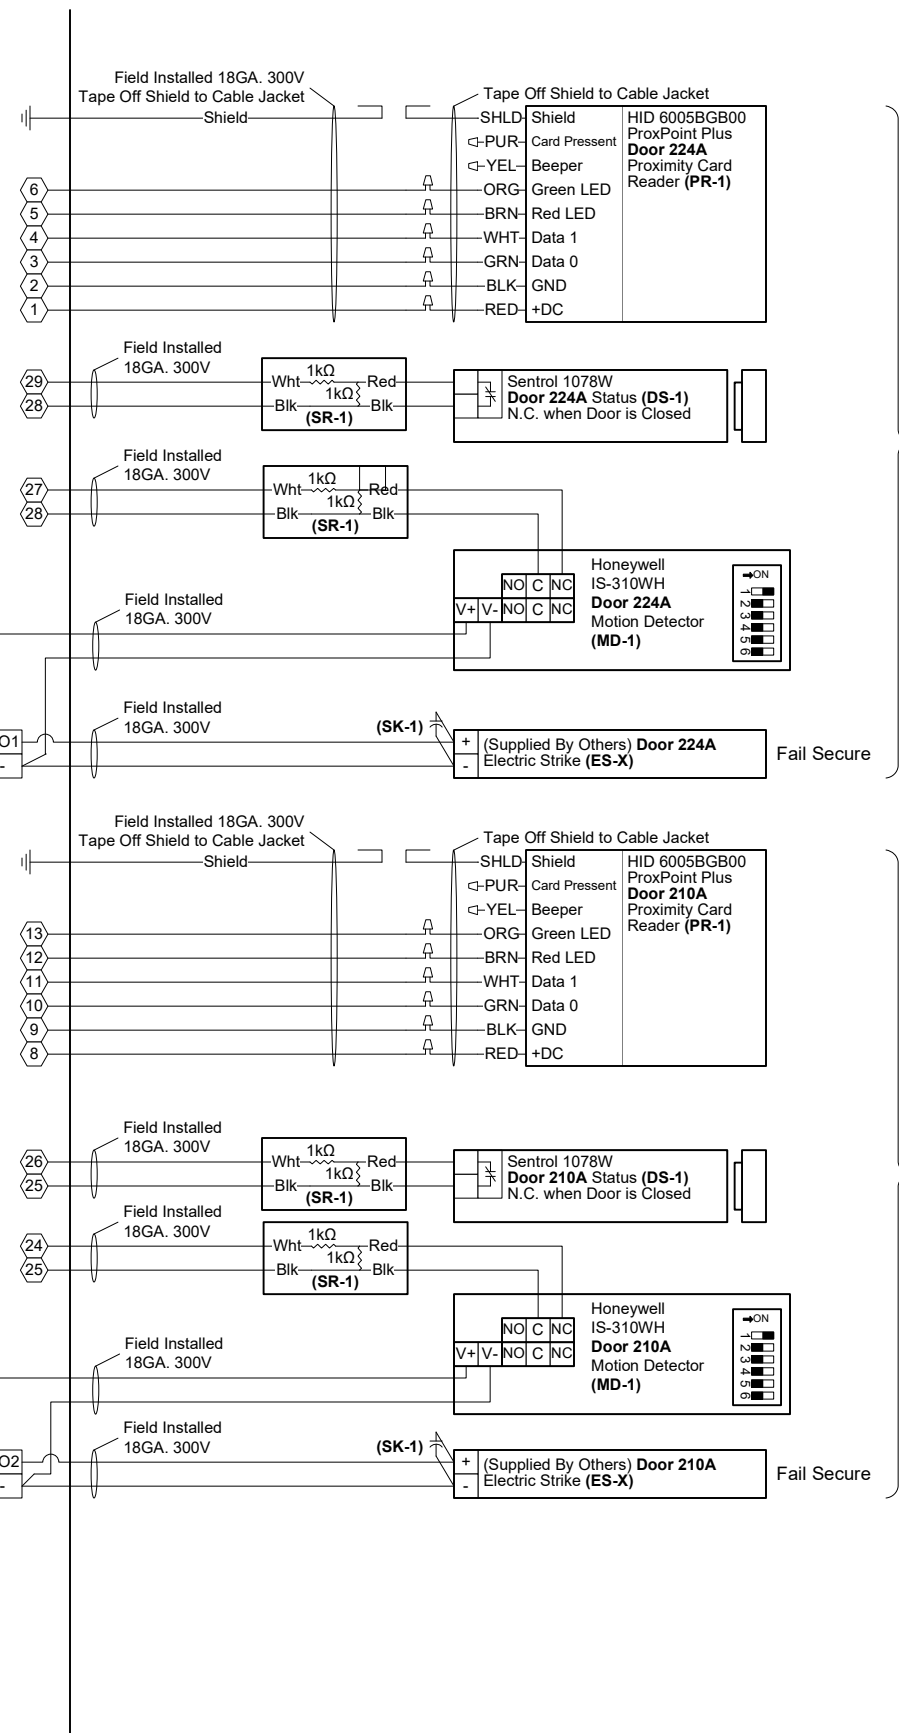 Field Installed 18GA. 300V
Tape Off Shield to Cable Jacket
Tape Off Shield to Cable Jacket
Shield
SHLD Shield
PUR Card Pressent
YEL Beeper
6 ORG Green LED
5 BRN Red LED
4 WHT Data 1
3 GRN Data 0
2 BLK GND
1 RED +DC
HID 6005BGB00
ProxPoint Plus
Door 224A
Proximity Card
Reader (PR-1)
Field Installed
18GA. 300V
29 Wht 1kΩ Red
28 Blk 1kΩ Blk
(SR-1)
Sentrol 1078W
Door 224A Status (DS-1)
N.C. when Door is Closed
Field Installed
18GA. 300V
27 Wht 1kΩ Red
28 Blk 1kΩ Blk
(SR-1)
Field Installed
18GA. 300V
NO C NC
V+ V- NO C NC
Honeywell
IS-310WH
Door 224A
Motion Detector
(MD-1)
ON
1
2
3
4
5
6
Field Installed
18GA. 300V
(SK-1)
O1 +
- -
(Supplied By Others) Door 224A
Electric Strike (ES-X)
Fail Secure
Field Installed 18GA. 300V
Tape Off Shield to Cable Jacket
Tape Off Shield to Cable Jacket
Shield
SHLD Shield
PUR Card Pressent
YEL Beeper
13 ORG Green LED
12 BRN Red LED
11 WHT Data 1
10 GRN Data 0
9 BLK GND
8 RED +DC
HID 6005BGB00
ProxPoint Plus
Door 210A
Proximity Card
Reader (PR-1)
Field Installed
18GA. 300V
26 Wht 1kΩ Red
25 Blk 1kΩ Blk
(SR-1)
Sentrol 1078W
Door 210A Status (DS-1)
N.C. when Door is Closed
Field Installed
18GA. 300V
24 Wht 1kΩ Red
25 Blk 1kΩ Blk
(SR-1)
Field Installed
18GA. 300V
NO C NC
V+ V- NO C NC
Honeywell
IS-310WH
Door 210A
Motion Detector
(MD-1)
ON
1
2
3
4
5
6
Field Installed
18GA. 300V
(SK-1)
O2 +
- -
(Supplied By Others) Door 210A
Electric Strike (ES-X)
Fail Secure